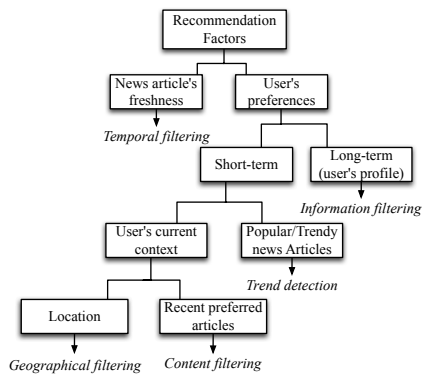 Recommendation
Factors
News article's
freshness
User's
preferences
Temporal filtering
Short-term
Long-term
(user's profile)
Information filtering
User's current
context
Popular/Trendy
news Articles
Trend detection
Location
Recent preferred
articles
Geographical filtering
Content filtering